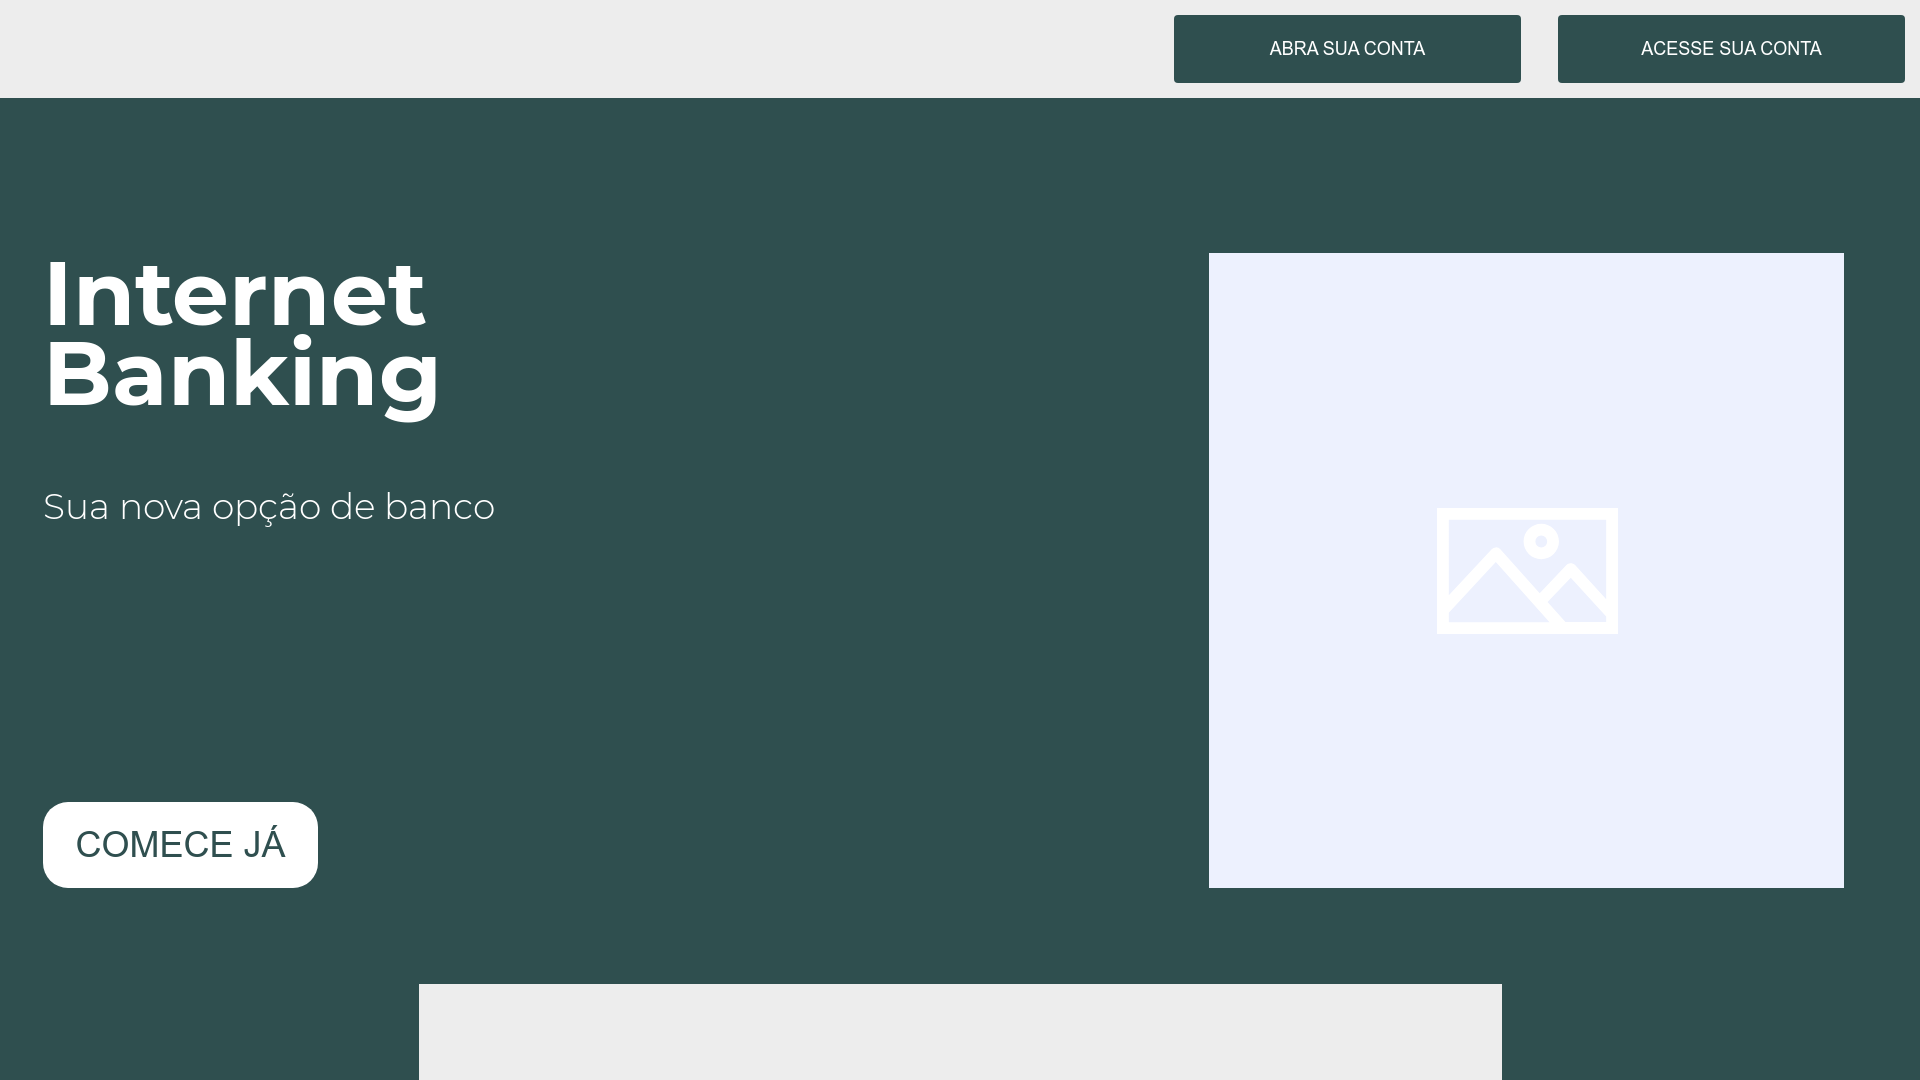 ABRA SUA CONTA
ACESSE SUA CONTA
Internet
Banking
Sua nova opção de banco
COMECE JÁ